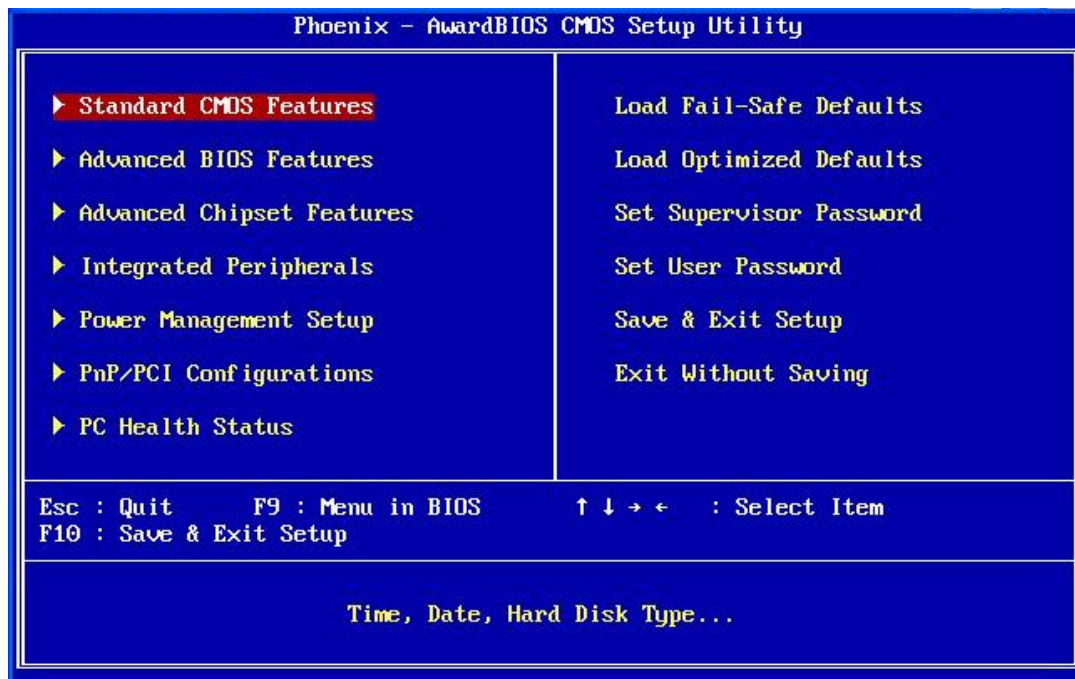 Phoenix - AwardBIOS CMOS Setup Utility
Standard CMOS Features
Advanced BIOS Features
Advanced Chipset Features
Integrated Peripherals
Power Management Setup
PnP/PCI Configurations
PC Health Status
Load Fail-Safe Defaults
Load Optimized Defaults
Set Supervisor Password
Set User Password
Save & Exit Setup
Exit Without Saving
Esc : Quit F9 : Menu in BIOS ↑ ↓ → ← : Select Item
F10 : Save & Exit Setup
Time, Date, Hard Disk Type...